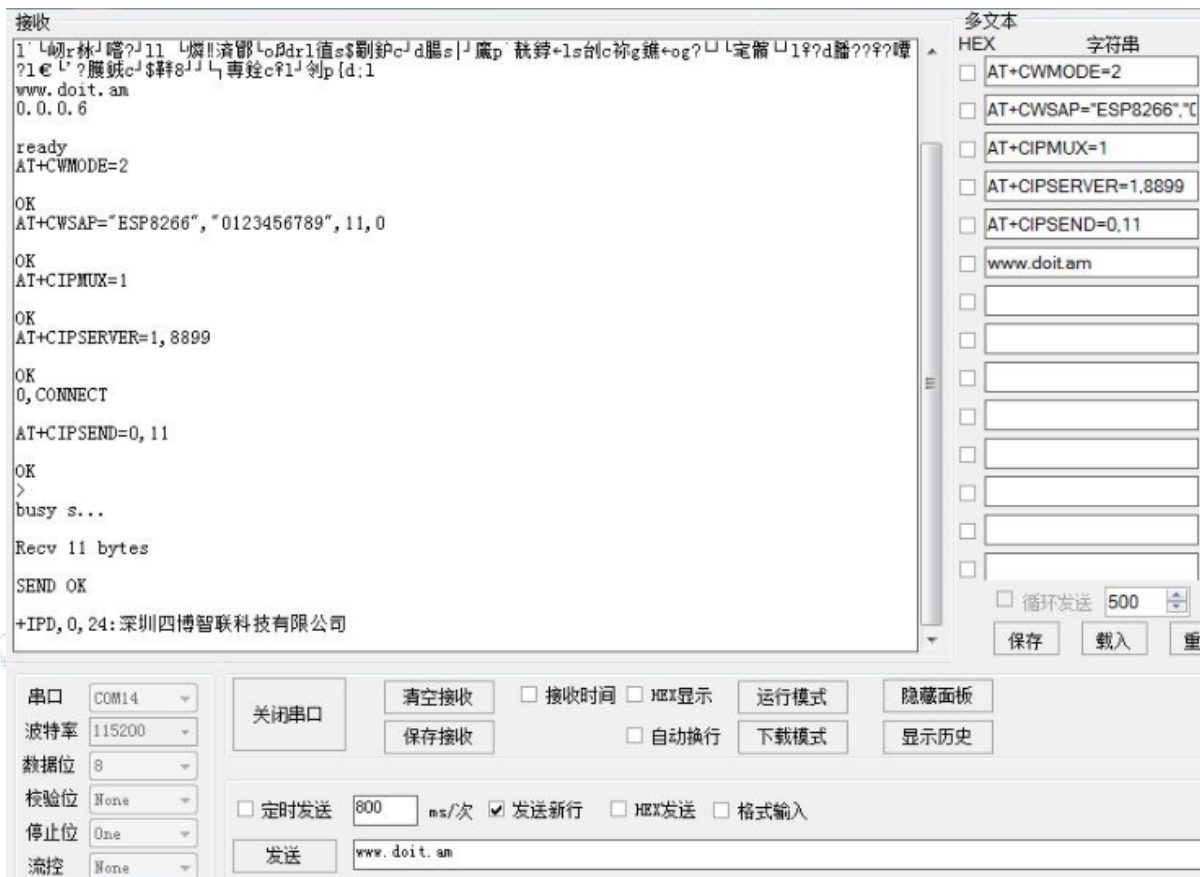 接收
www.doit.am
0.0.0.6
ready
AT+CWMODE=2
OK
AT+CWSAP="ESP8266","0123456789",11,0
OK
AT+CIPMUX=1
OK
AT+CIPSERVER=1,8899
OK
0,CONNECT
AT+CIPSEND=0,11
OK
>
busy s...
Recv 11 bytes
SEND OK
+IPD,0,24:深圳四博智联科技有限公司
多文本
HEX 字符串
AT+CWMODE=2
AT+CWSAP="ESP8266","0
AT+CIPMUX=1
AT+CIPSERVER=1,8899
AT+CIPSEND=0,11
www.doit.am
循环发送 500
保存 载入 重
串口 COM14
波特率 115200
数据位 8
校验位 None
停止位 One
流控 None
关闭串口
清空接收 接收时间 HEX显示 运行模式 隐藏面板
保存接收 自动换行 下载模式 显示历史
定时发送 800 ms/次 发送新行 HEX发送 格式输入
发送 www.doit.am